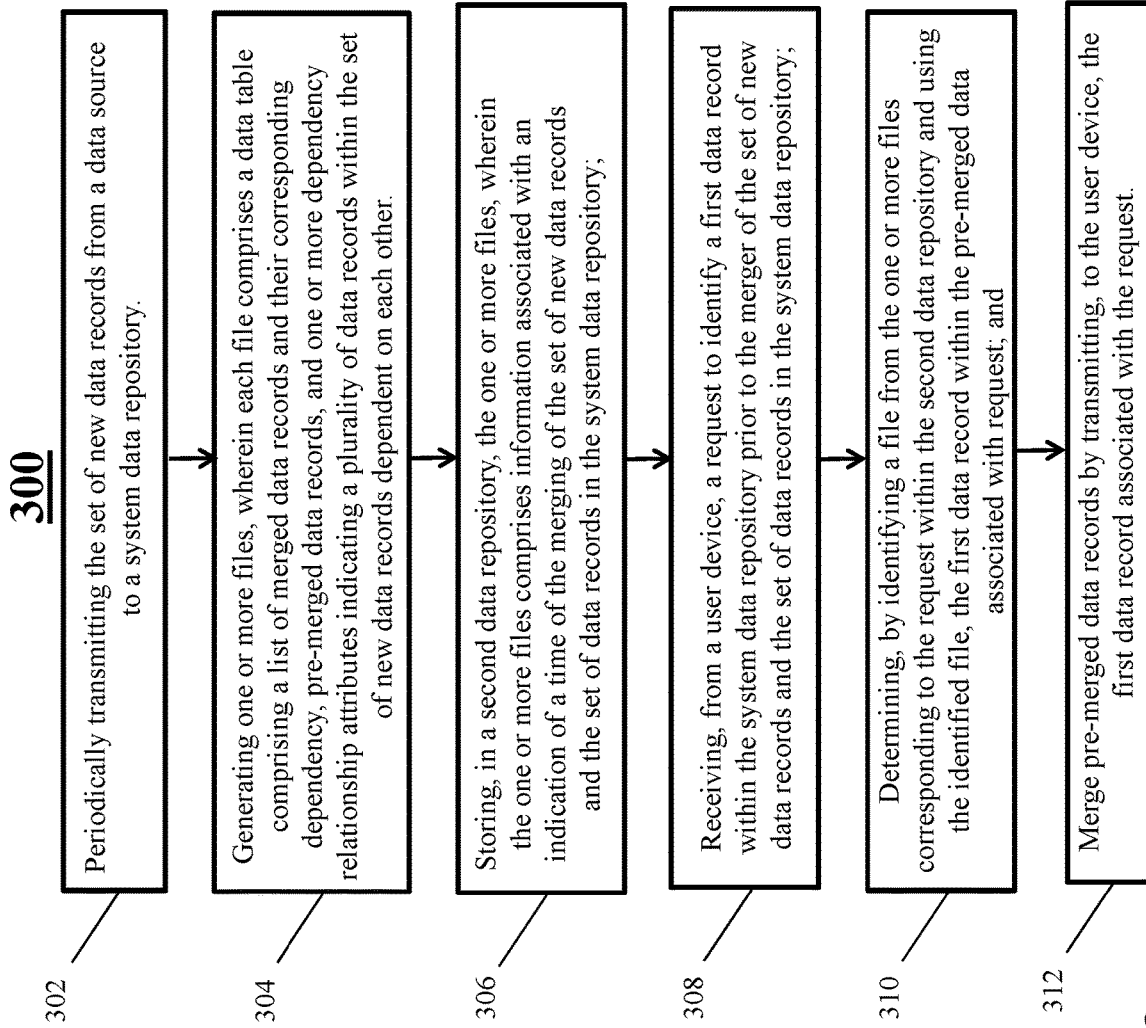 300
302
Periodically transmitting the set of new data records from a data source
to a system data repository.
304
Generating one or more files, wherein each file comprises a data table
comprising a list of merged data records and their corresponding
dependency, pre-merged data records, and one or more dependency
relationship attributes indicating a plurality of data records within the set
of new data records dependent on each other.
306
Storing, in a second data repository, the one or more files, wherein
the one or more files comprises information associated with an
indication of a time of the merging of the set of new data records
and the set of data records in the system data repository;
308
Receiving, from a user device, a request to identify a first data record
within the system data repository prior to the merger of the set of new
data records and the set of data records in the system data repository;
310
Determining, by identifying a file from the one or more files
corresponding to the request within the second data repository and using
the identified file, the first data record within the pre-merged data
associated with request; and
312
Merge pre-merged data records by transmitting, to the user device, the
first data record associated with the request.